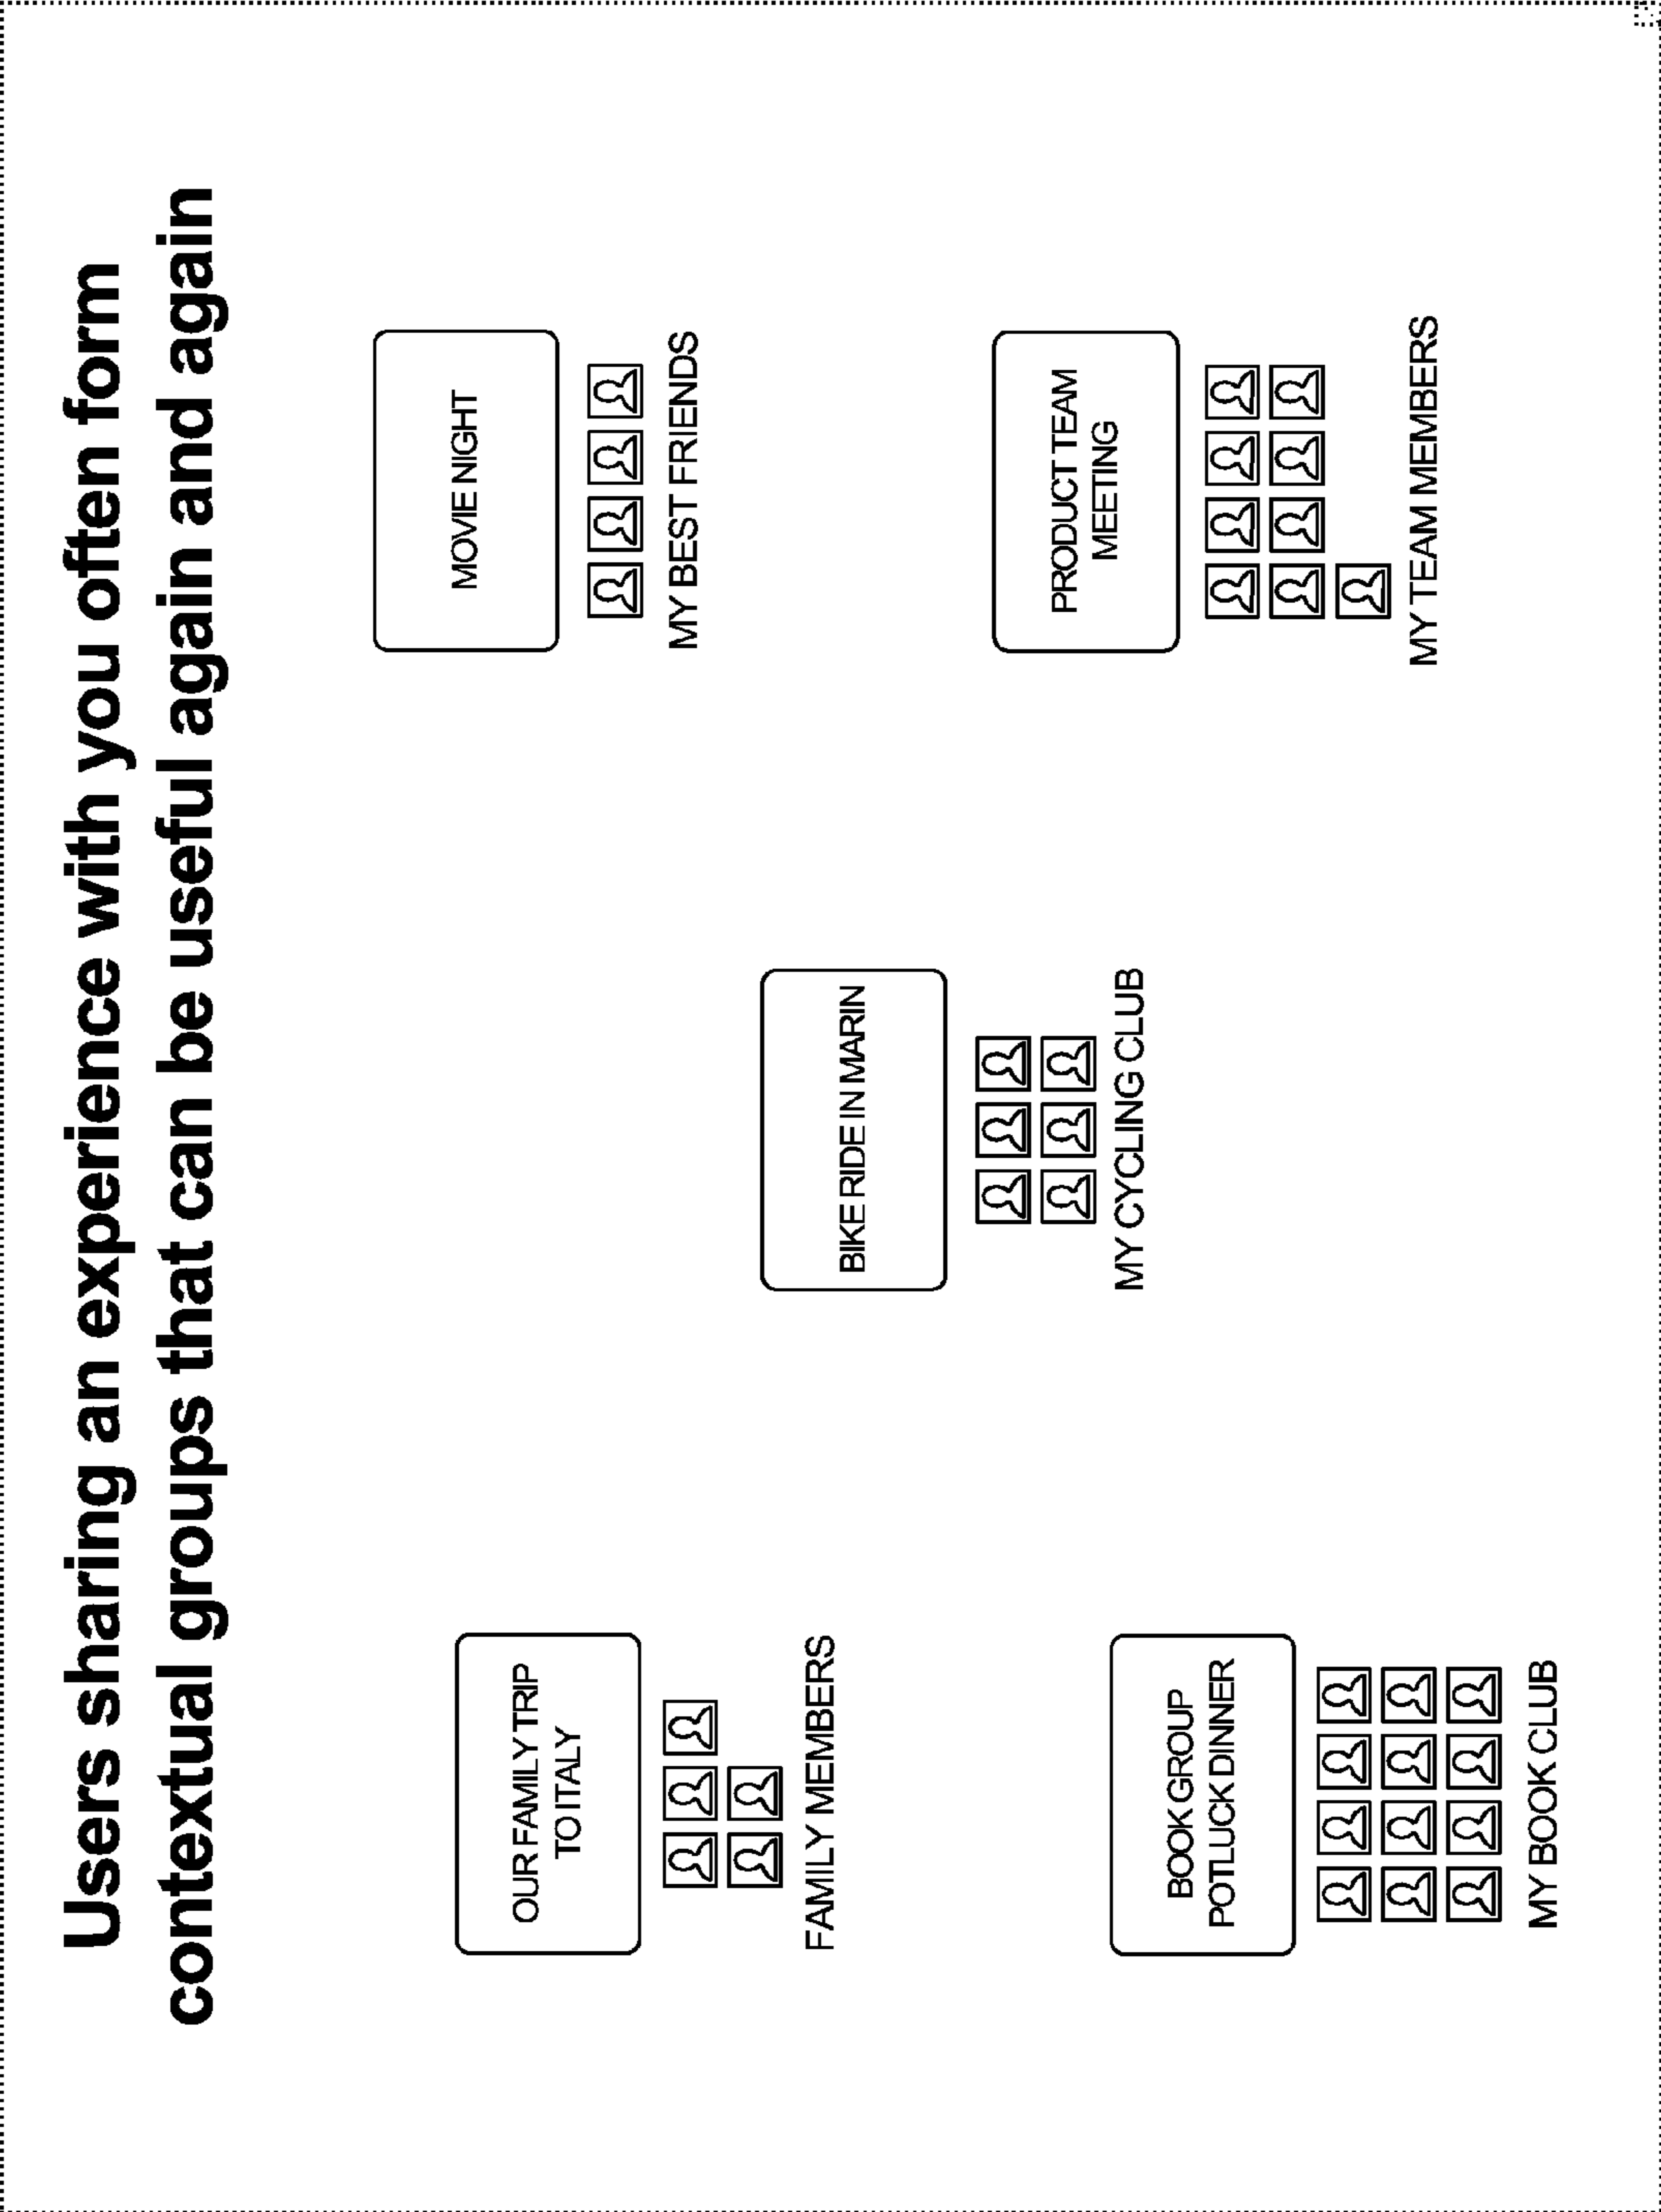 Users sharing an experience with you often form
contextual groups that can be useful again and again
OUR FAMILY TRIP
TO ITALY
FAMILY MEMBERS
BOOK GROUP
POTLUCK DINNER
MY BOOK CLUB
BIKE RIDE IN MARIN
MY CYCLING CLUB
MOVIE NIGHT
MY BEST FRIENDS
PRODUCT TEAM
MEETING
MY TEAM MEMBERS